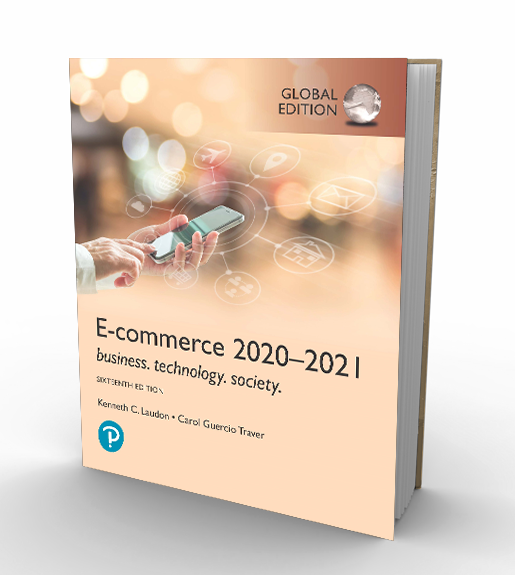 GLOBAL
EDITION
E-commerce 2020–2021
business. technology. society.
SIXTEENTH EDITION
Kenneth C. Laudon • Carol Guercio Traver
P